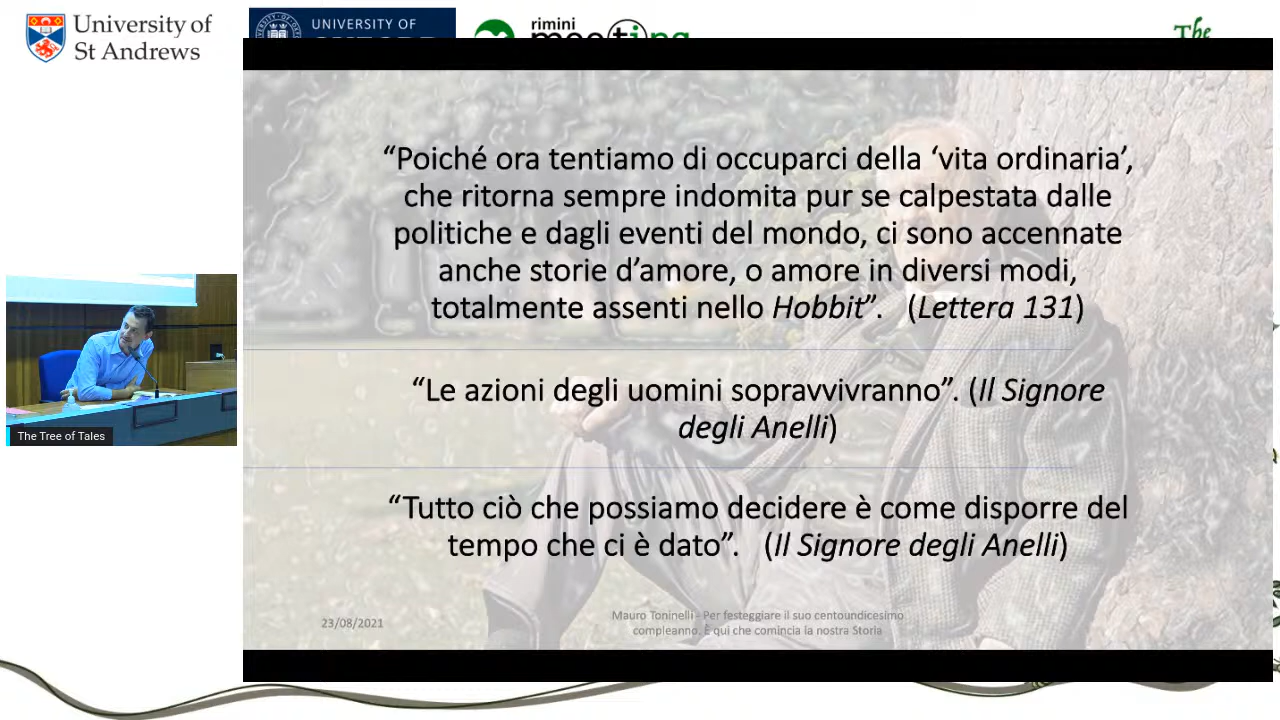 University of
St Andrews
UNIVERSITY OF
rimini
meeting
The
“Poiché ora tentiamo di occuparci della ‘vita ordinaria’,
che ritorna sempre indomita pur se calpestata dalle
politiche e dagli eventi del mondo, ci sono accennate
anche storie d’amore, o amore in diversi modi,
totalmente assenti nello Hobbit”. (Lettera 131)
“Le azioni degli uomini sopravvivranno”. (Il Signore
degli Anelli)
“Tutto ciò che possiamo decidere è come disporre del
tempo che ci è dato”. (Il Signore degli Anelli)
The Tree of Tales
23/08/2021
Mauro Toninelli - Per festeggiare il suo centoundicesimo
compleanno. È qui che comincia la nostra Storia